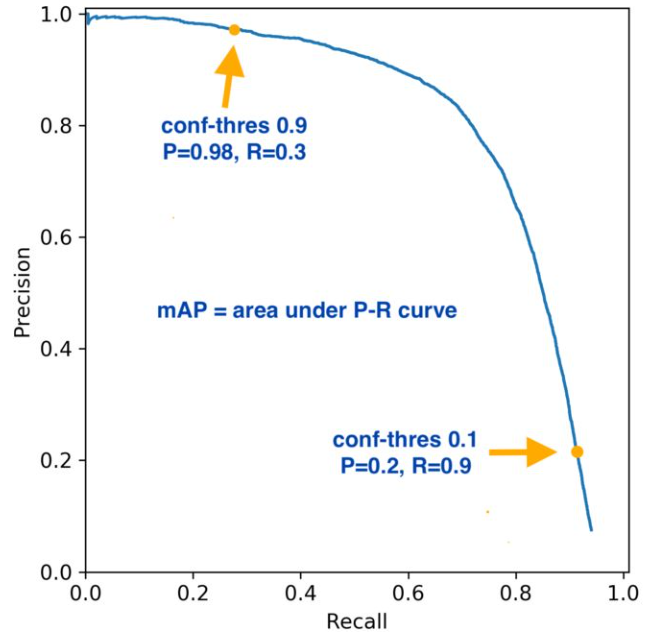 1.0
0.8
0.6
0.4
0.2
0.0
Precision
conf-thres 0.9
P=0.98, R=0.3
mAP = area under P-R curve
conf-thres 0.1
P=0.2, R=0.9
0.0 0.2 0.4 0.6 0.8 1.0
Recall